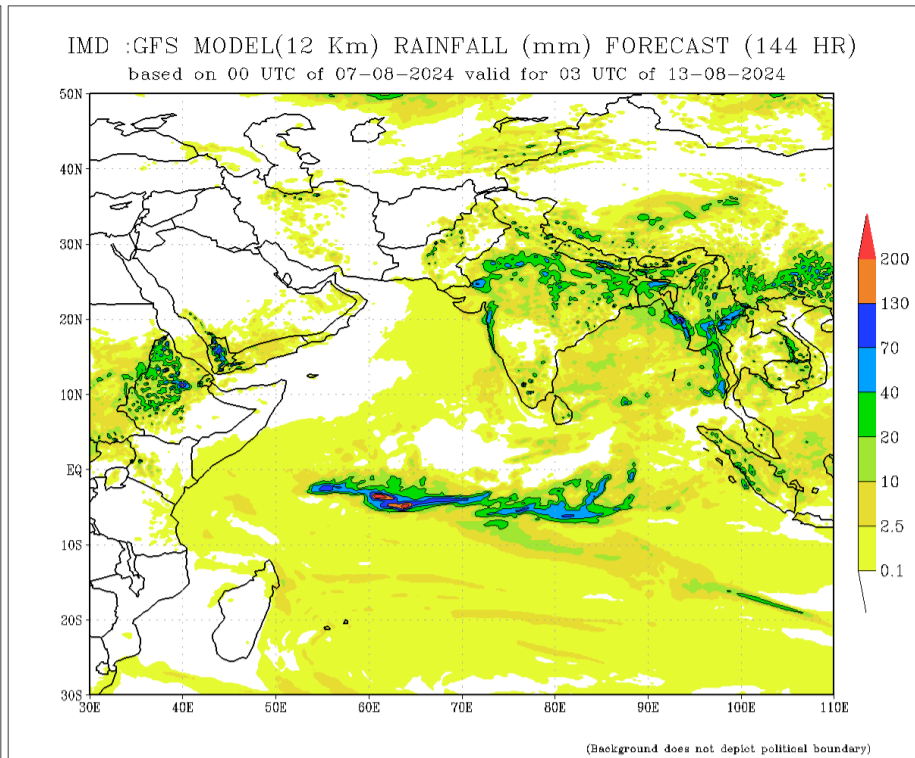 IMD :GFS MODEL(12 Km) RAINFALL (mm) FORECAST (144 HR)
based on 00 UTC of 07-08-2024 valid for 03 UTC of 13-08-2024
50N
40N
30N
20N
10N
EQ
10S
20S
30S
30E 40E 50E 60E 70E 80E 90E 100E 110E
200
130
70
40
20
10
2.5
0.1
(Background does not depict political boundary)